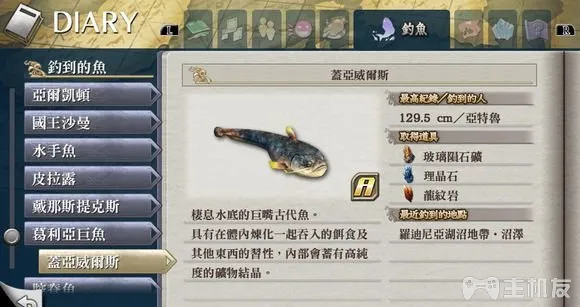 DIARY
L
釣魚
R
釣到的魚
亞爾凱頓
國王沙曼
水手魚
皮拉露
戴那斯提克斯
葛利亞巨魚
蓋亞威爾斯
蓋亞威爾斯
A
棲息水底的巨嘴古代魚。
具有在體內煉化一起吞入的餌食及
其他東西的習性，內部會蓄有高純
度的礦物結晶。
最高紀錄／釣到的人
129.5 cm／亞特魯
取得道具
玻璃隕石礦
理晶石
龍紋岩
最近釣到的地點
羅迪尼亞湖沼地帶・沼澤
主机友